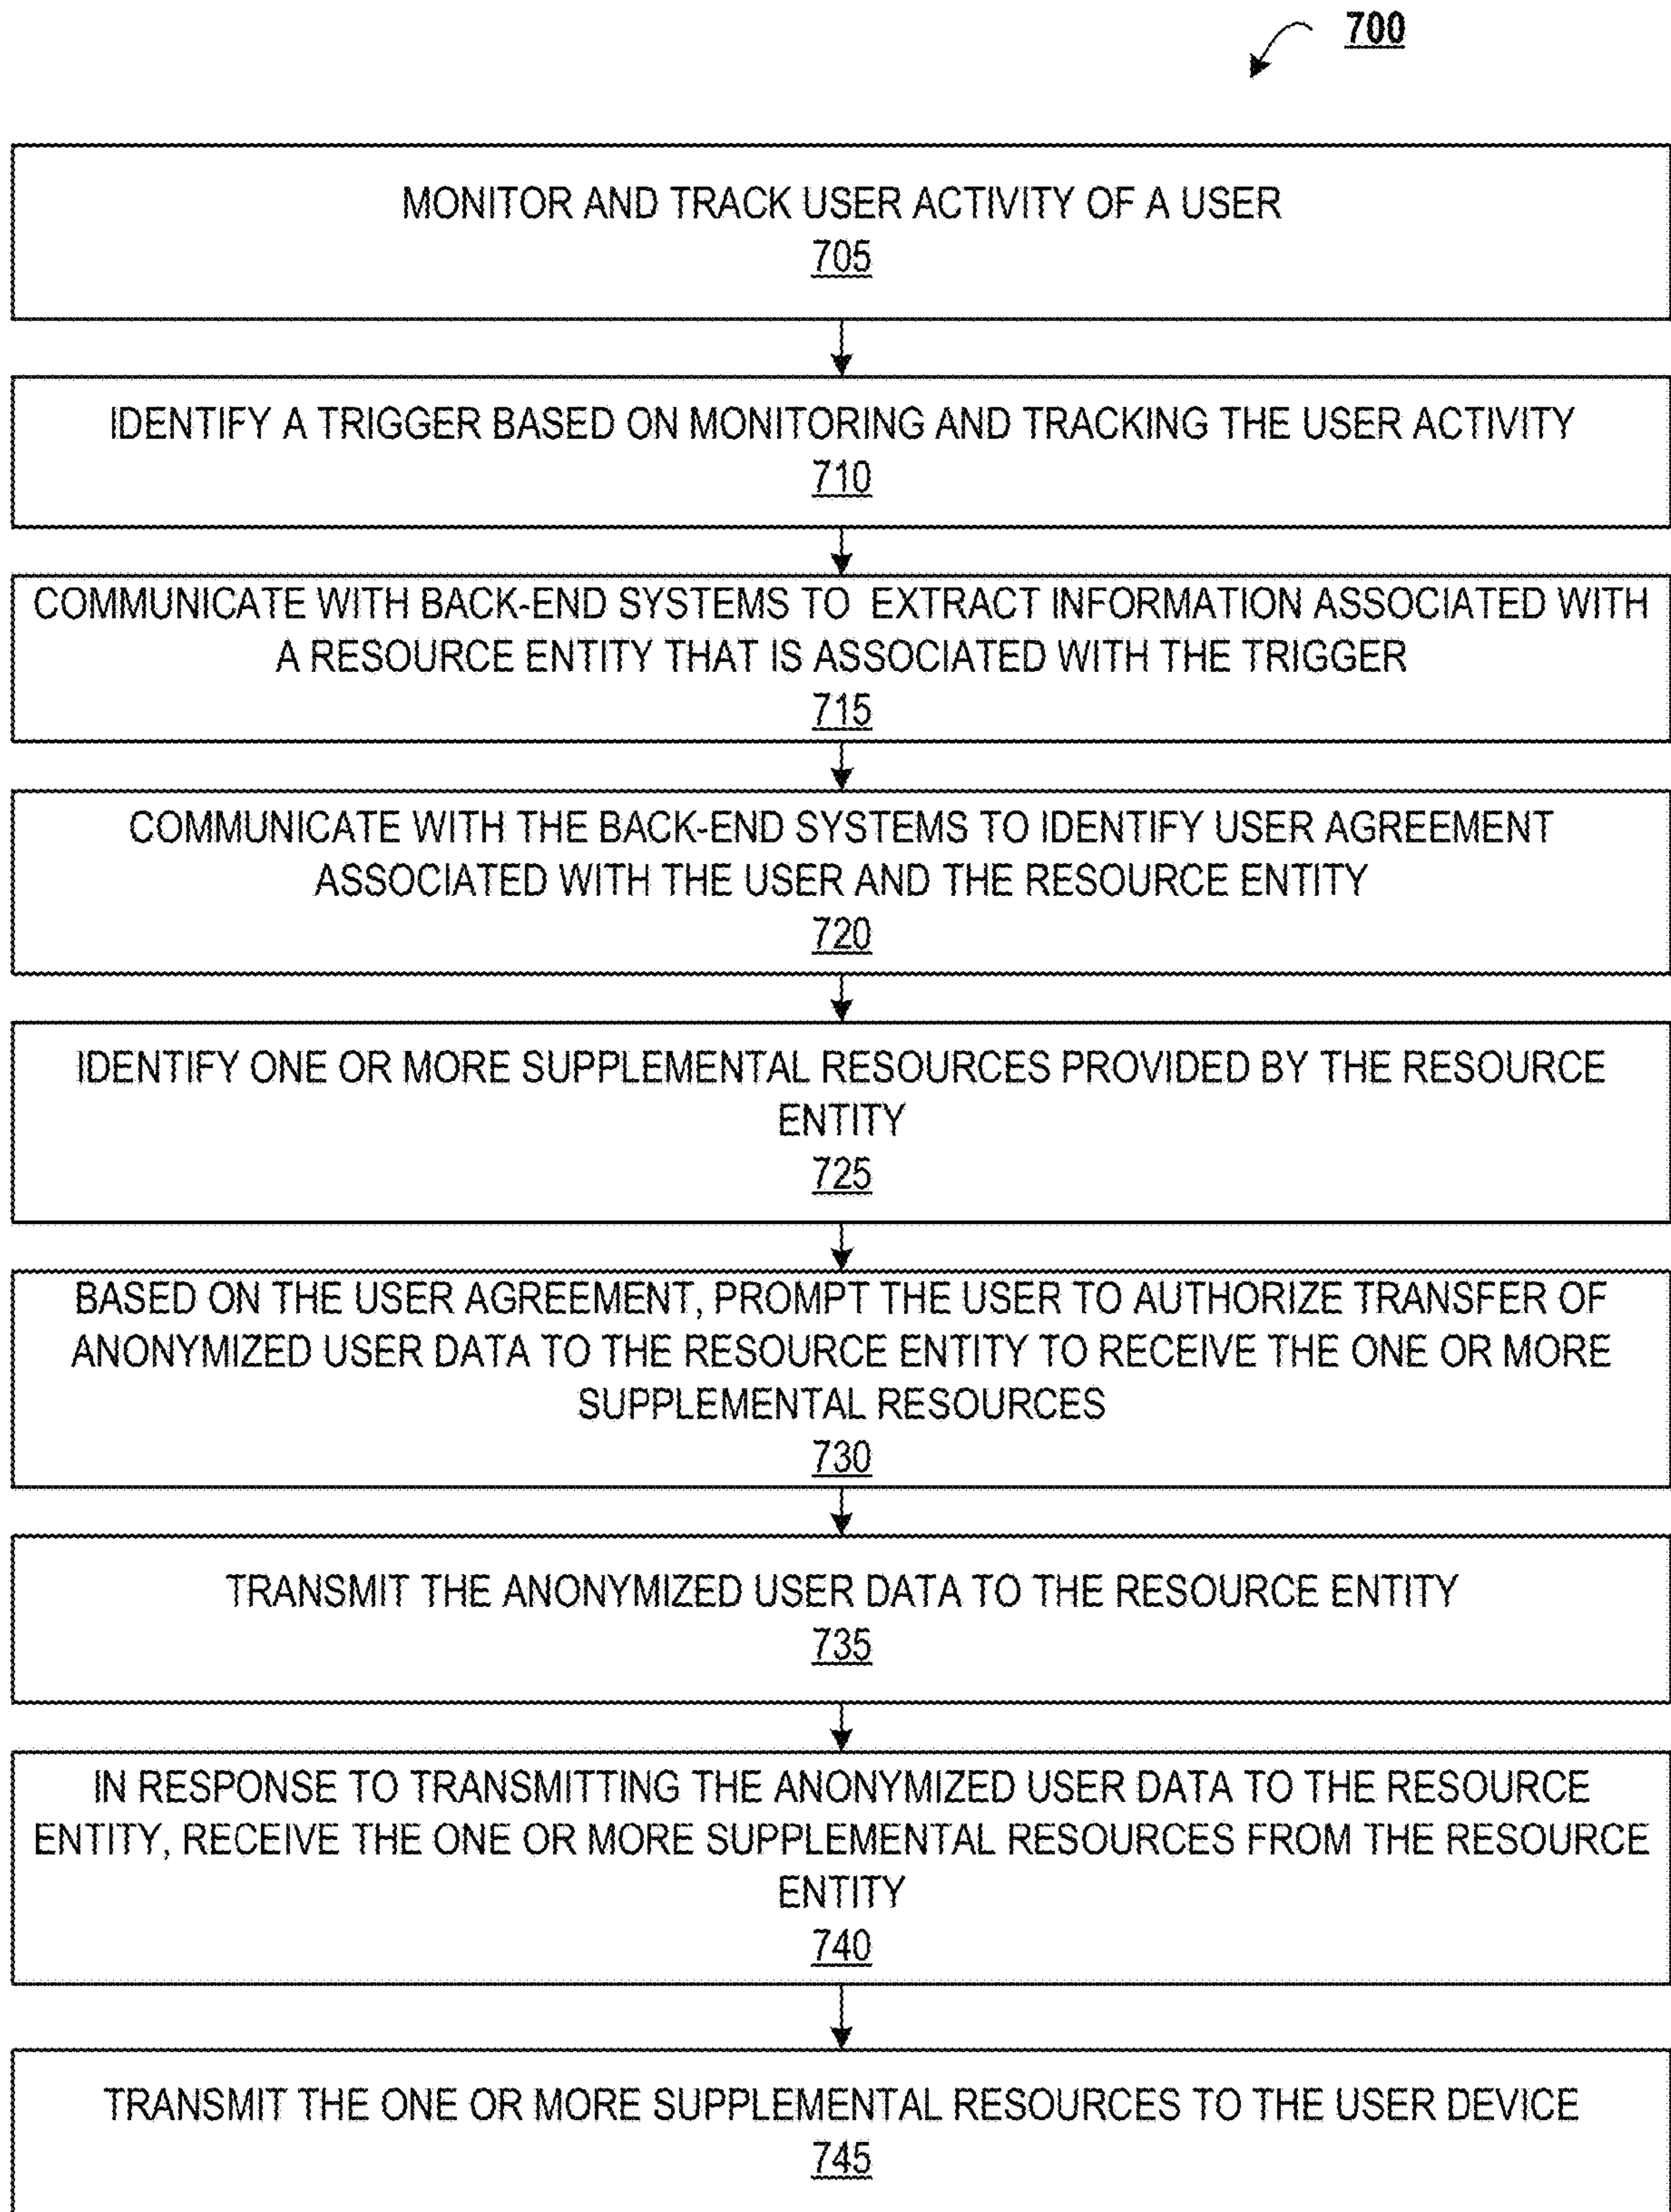 700
MONITOR AND TRACK USER ACTIVITY OF A USER
705
IDENTIFY A TRIGGER BASED ON MONITORING AND TRACKING THE USER ACTIVITY
710
COMMUNICATE WITH BACK-END SYSTEMS TO EXTRACT INFORMATION ASSOCIATED WITH
A RESOURCE ENTITY THAT IS ASSOCIATED WITH THE TRIGGER
715
COMMUNICATE WITH THE BACK-END SYSTEMS TO IDENTIFY USER AGREEMENT
ASSOCIATED WITH THE USER AND THE RESOURCE ENTITY
720
IDENTIFY ONE OR MORE SUPPLEMENTAL RESOURCES PROVIDED BY THE RESOURCE
ENTITY
725
BASED ON THE USER AGREEMENT, PROMPT THE USER TO AUTHORIZE TRANSFER OF
ANONYMIZED USER DATA TO THE RESOURCE ENTITY TO RECEIVE THE ONE OR MORE
SUPPLEMENTAL RESOURCES
730
TRANSMIT THE ANONYMIZED USER DATA TO THE RESOURCE ENTITY
735
IN RESPONSE TO TRANSMITTING THE ANONYMIZED USER DATA TO THE RESOURCE
ENTITY, RECEIVE THE ONE OR MORE SUPPLEMENTAL RESOURCES FROM THE RESOURCE
ENTITY
740
TRANSMIT THE ONE OR MORE SUPPLEMENTAL RESOURCES TO THE USER DEVICE
745